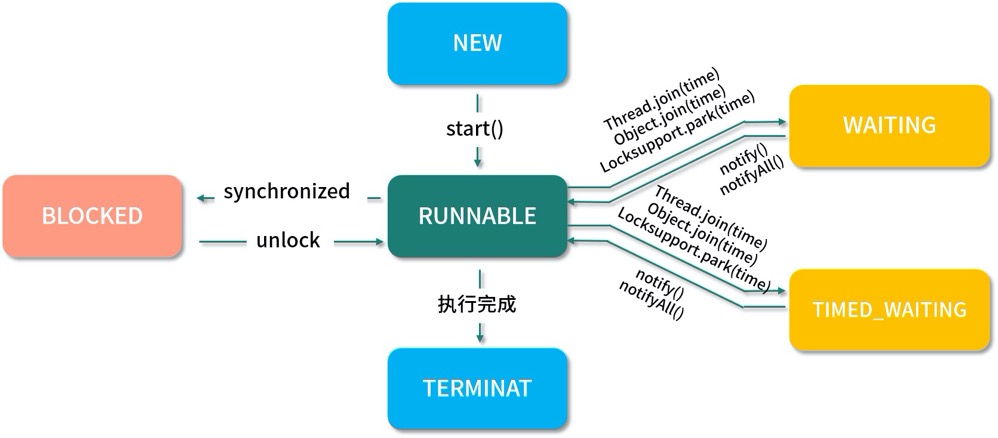 NEW
start()
Thread.join(time)
Object.join(time)
Locksupport.park(time)
WAITING
notify()
notifyAll()
BLOCKED
synchronized
unlock
RUNNABLE
Thread.join(time)
Object.join(time)
Locksupport.park(time)
notify()
notifyAll()
TIMED_WAITING
执行完成
TERMINAT